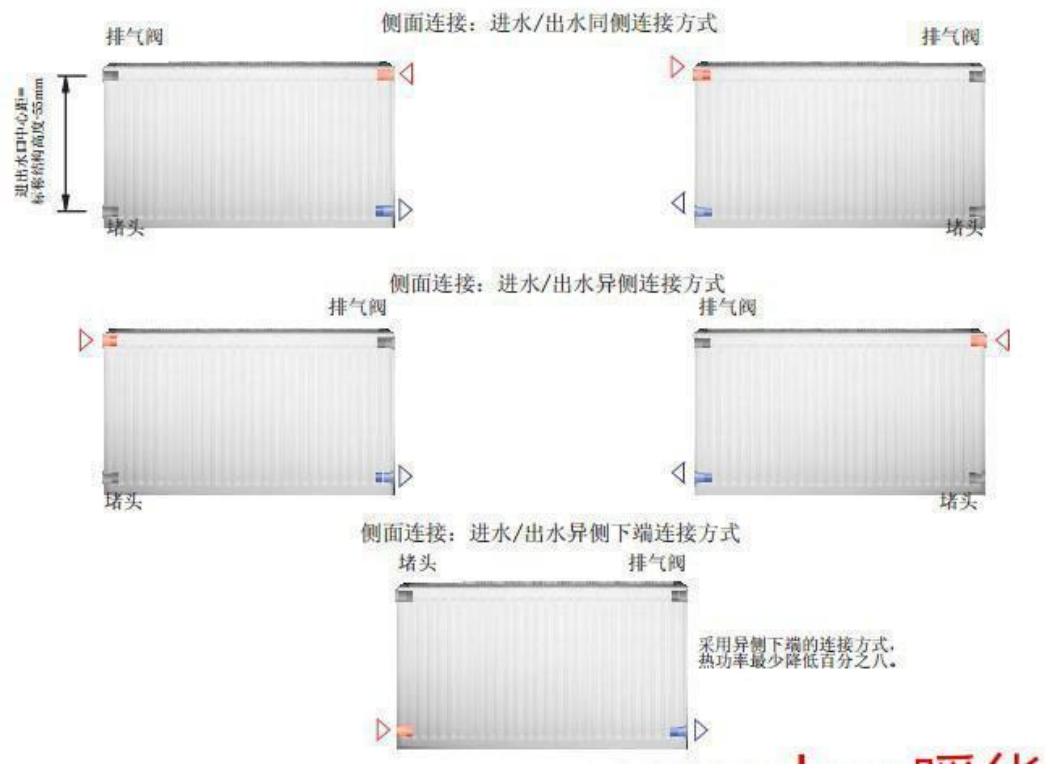 侧面连接：进水/出水同侧连接方式
排气阀
排气阀
进出水口中心距=
标称结构高度-55mm
堵头
堵头
侧面连接：进水/出水异侧连接方式
排气阀
排气阀
堵头
堵头
侧面连接：进水/出水异侧下端连接方式
堵头
排气阀
采用异侧下端的连接方式，
热功率最少降低百分之八。